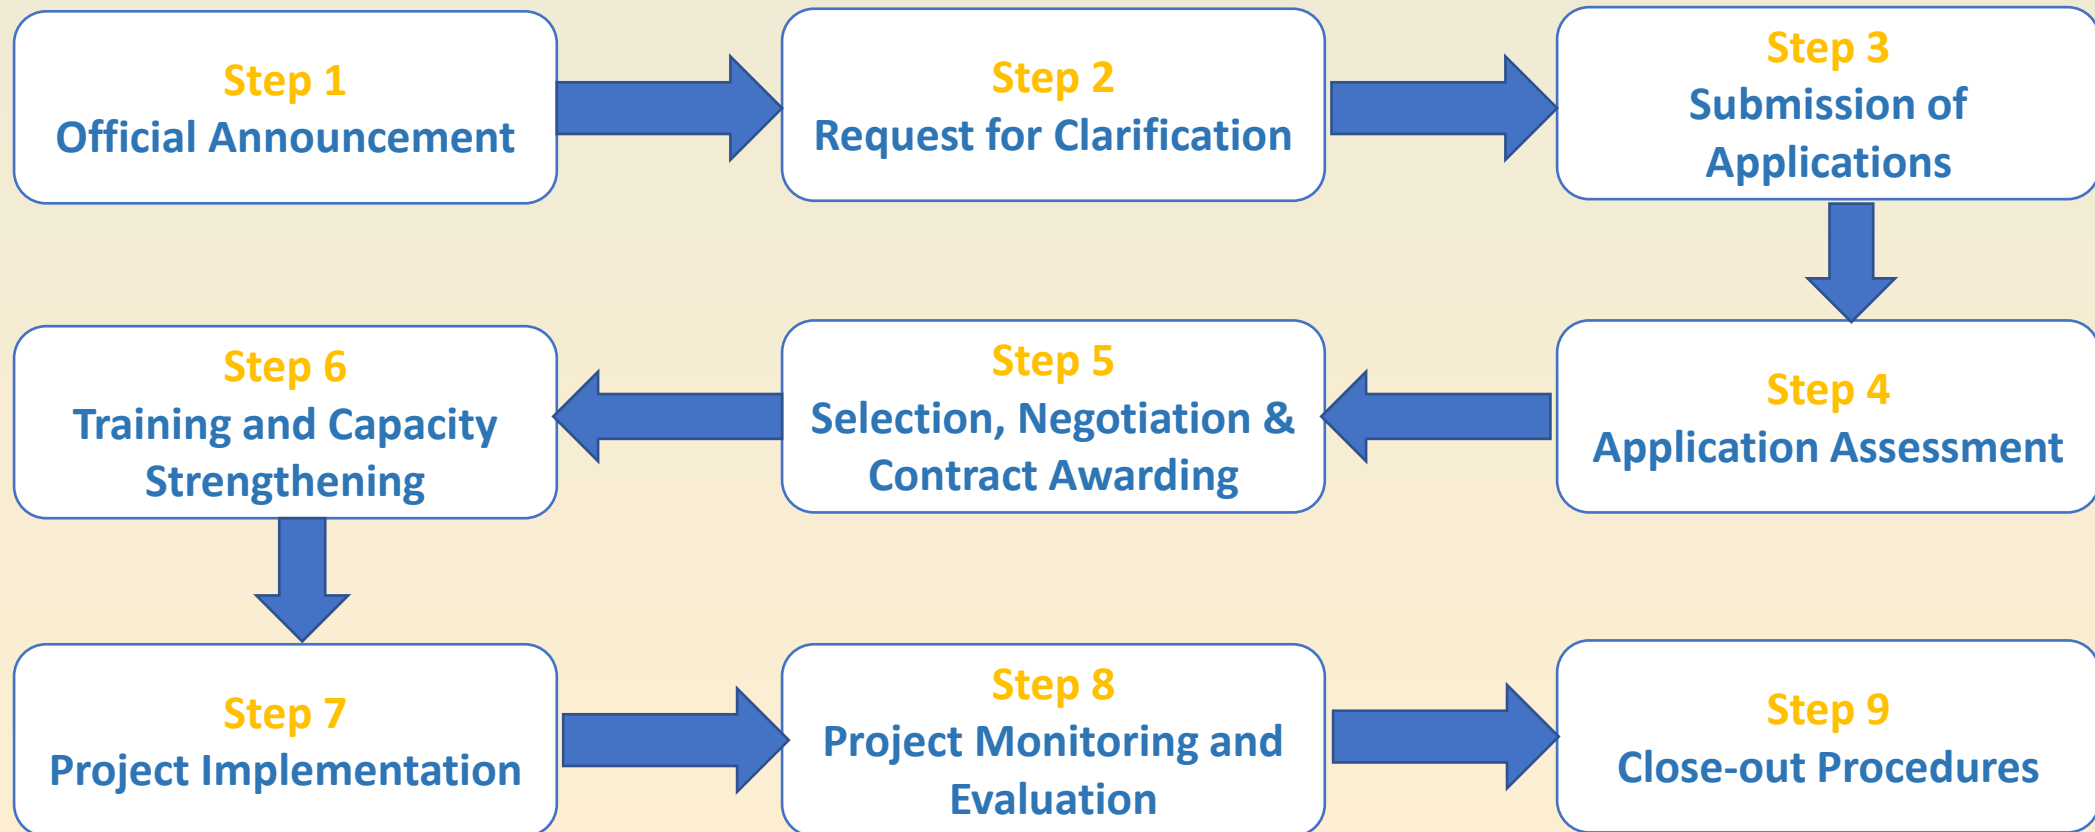 Step 1
Official Announcement
Step 2
Request for Clarification
Step 3
Submission of
Applications
Step 4
Application Assessment
Step 5
Selection, Negotiation &
Contract Awarding
Step 6
Training and Capacity
Strengthening
Step 7
Project Implementation
Step 8
Project Monitoring and
Evaluation
Step 9
Close-out Procedures